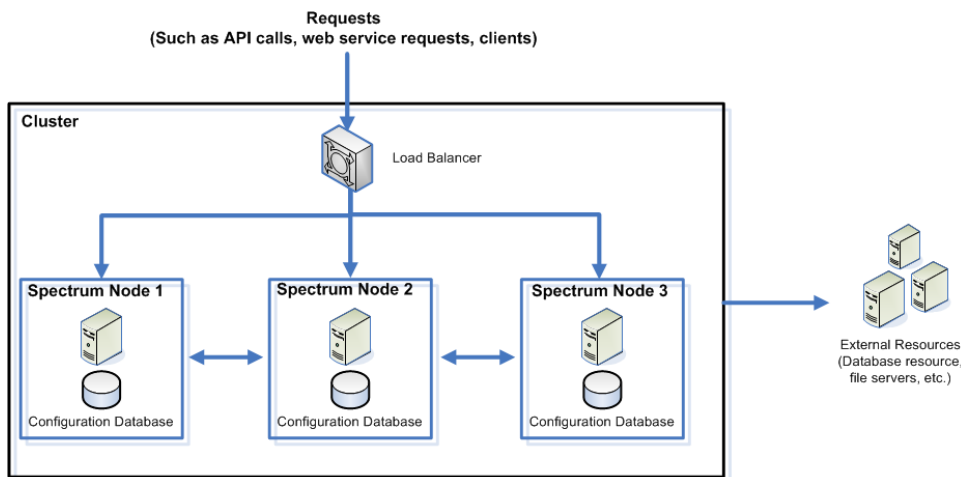 Requests
(Such as API calls, web service requests, clients)
Cluster
Load Balancer
Spectrum Node 1
Spectrum Node 2
Spectrum Node 3
Configuration Database
Configuration Database
Configuration Database
External Resources
(Database resource,
file servers, etc.)